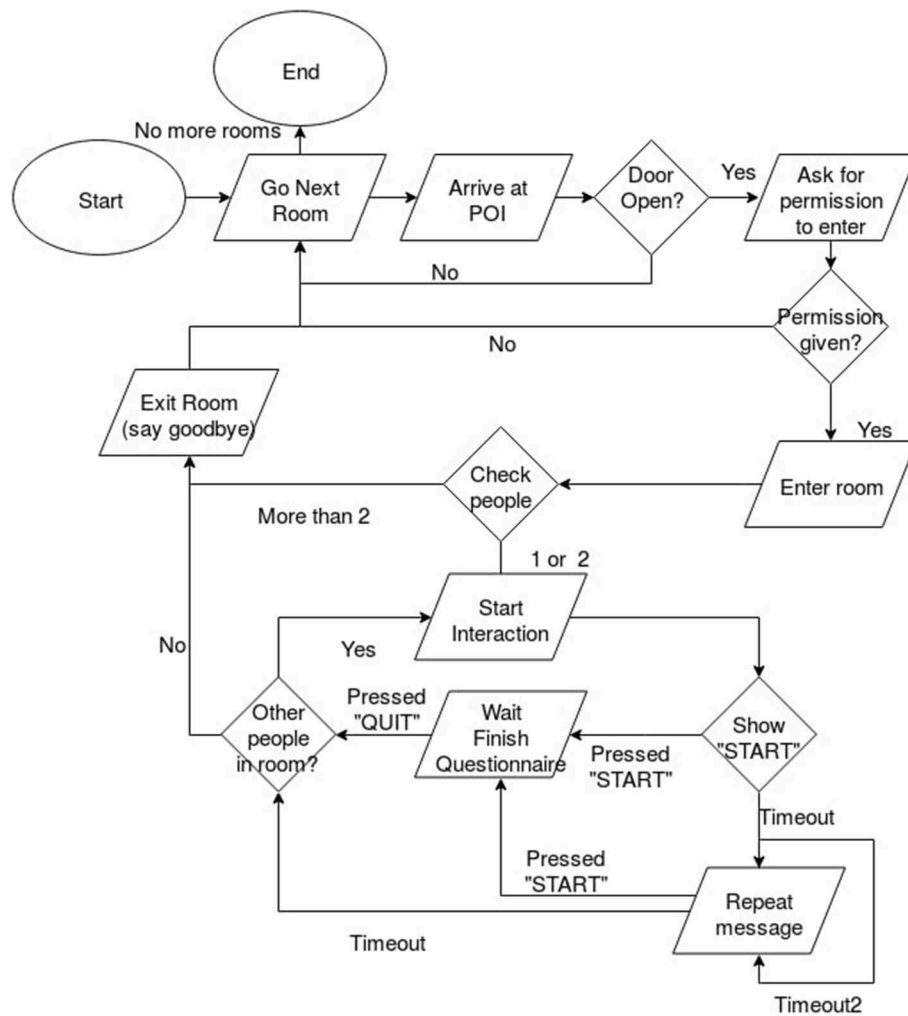 End
No more rooms
Start
Go Next
Room
Arrive at
POI
Door
Open?
Yes
Ask for
permission
to enter
No
Permission
given?
No
Exit Room
(say goodbye)
Yes
Check
people
Enter room
More than 2
1 or 2
Start
Interaction
No
Yes
Other
people
in room?
Pressed
"QUIT"
Wait
Finish
Questionnaire
Pressed
"START"
Show
"START"
Timeout
Pressed
"START"
Repeat
message
Timeout
Timeout2